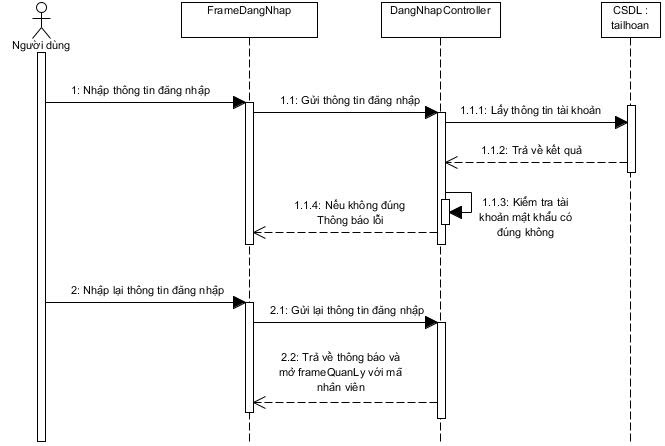 FrameDangNhap
DangNhapController
CSDL :
tailhoan
Người dùng
1: Nhập thông tin đăng nhập
1.1: Gửi thông tin đăng nhập
1.1.1: Lấy thông tin tài khoản
1.1.2: Trả về kết quả
1.1.3: Kiểm tra tài
khoản mật khẩu có
đúng không
1.1.4: Nếu không đúng
Thông báo lỗi
2: Nhập lại thông tin đăng nhập
2.1: Gửi lại thông tin đăng nhập
2.2: Trả về thông báo và
mở frameQuanLy với mã
nhân viên